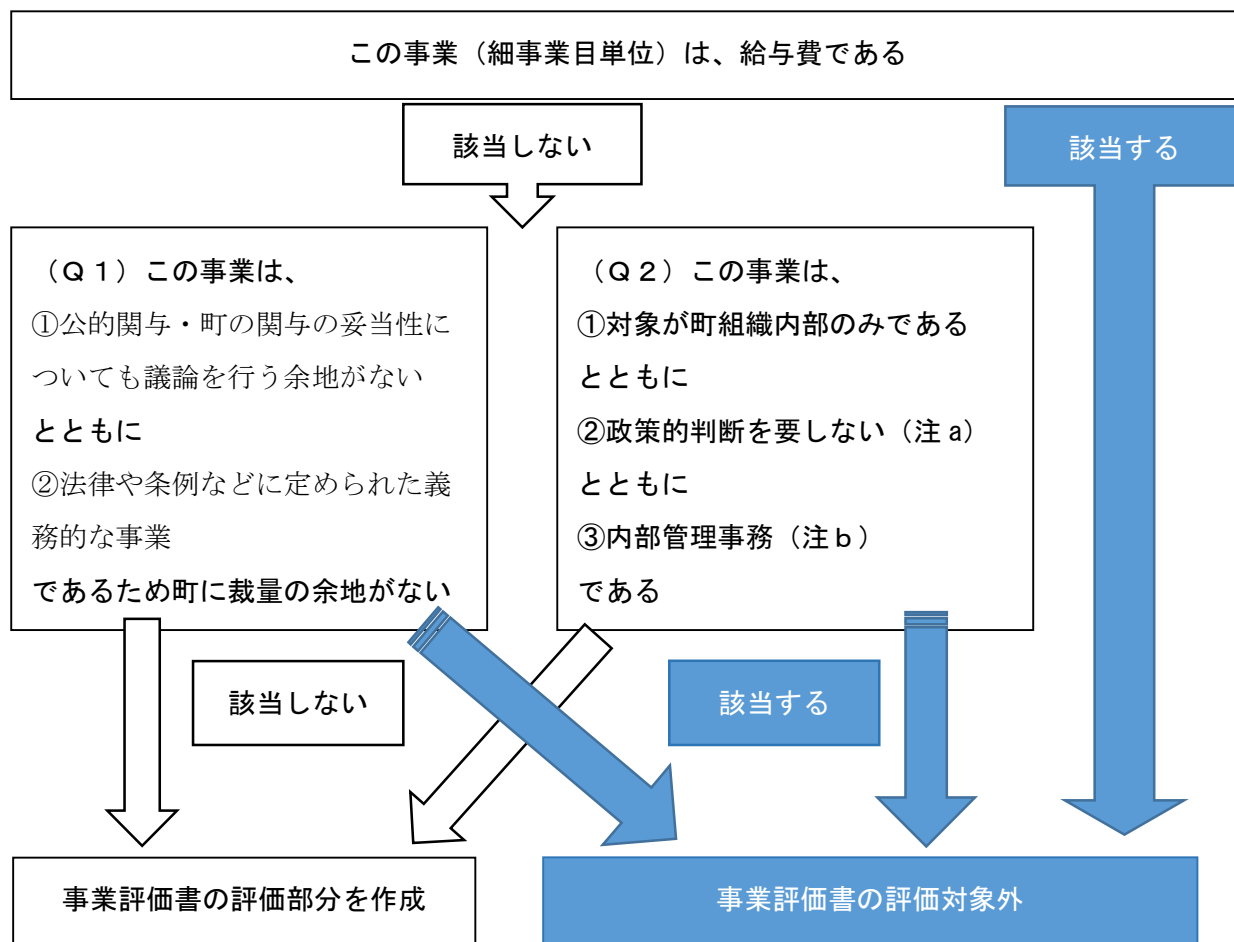 この事業（細事業目単位）は、給与費である
該当しない
該当する
（Ｑ１）この事業は、
①公的関与・町の関与の妥当性に
ついても議論を行う余地がない
とともに
②法律や条例などに定められた義
務的な事業
であるため町に裁量の余地がない
（Ｑ２）この事業は、
①対象が町組織内部のみである
とともに
②政策的判断を要しない（注a）
とともに
③内部管理事務（注ｂ）
である
該当しない
該当する
事業評価書の評価部分を作成
事業評価書の評価対象外